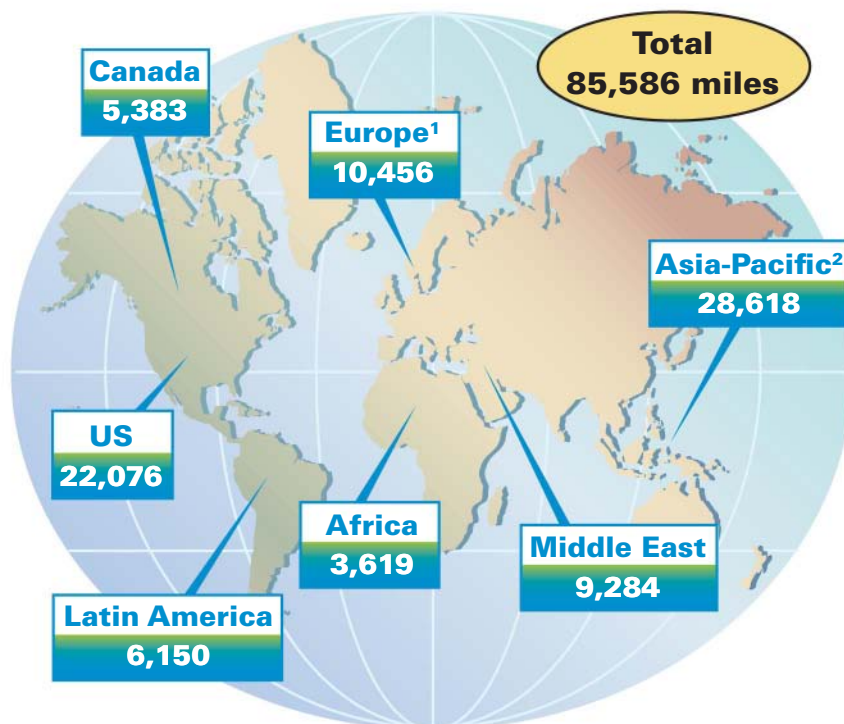 Total
85,586 miles
Canada
5,383
Europe¹
10,456
Asia-Pacific²
28,618
US
22,076
Africa
3,619
Middle East
9,284
Latin America
6,150